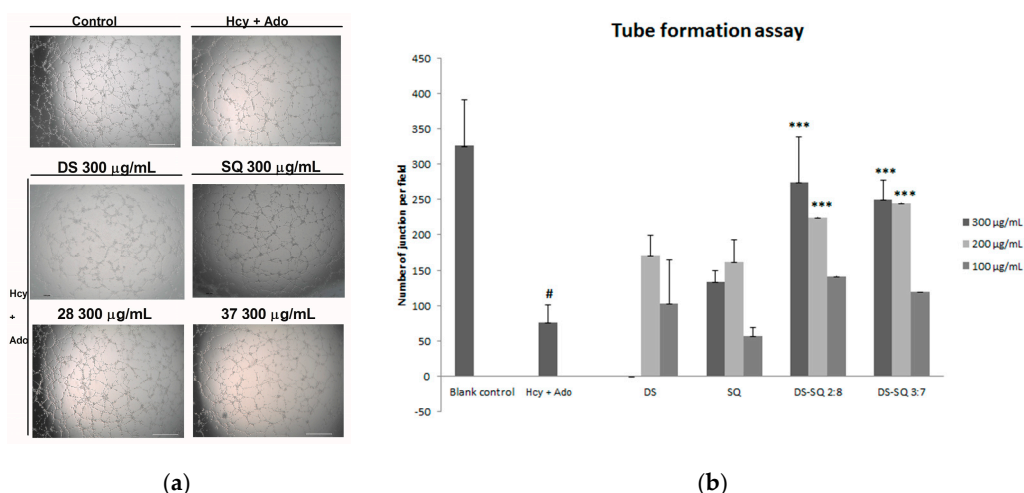 Control
Hcy + Ado
DS 300 µg/mL
SQ 300 µg/mL
Hcy
+
Ado
28 300 µg/mL
37 300 µg/mL
(a)
Tube formation assay
Number of junction per field
450
400
350
300
250
200
150
100
50
0
-50
#
***
***
***
***
Blank control
Hcy + Ado
DS
SQ
DS-SQ 2:8
DS-SQ 3:7
300 µg/mL
200 µg/mL
100 µg/mL
(b)